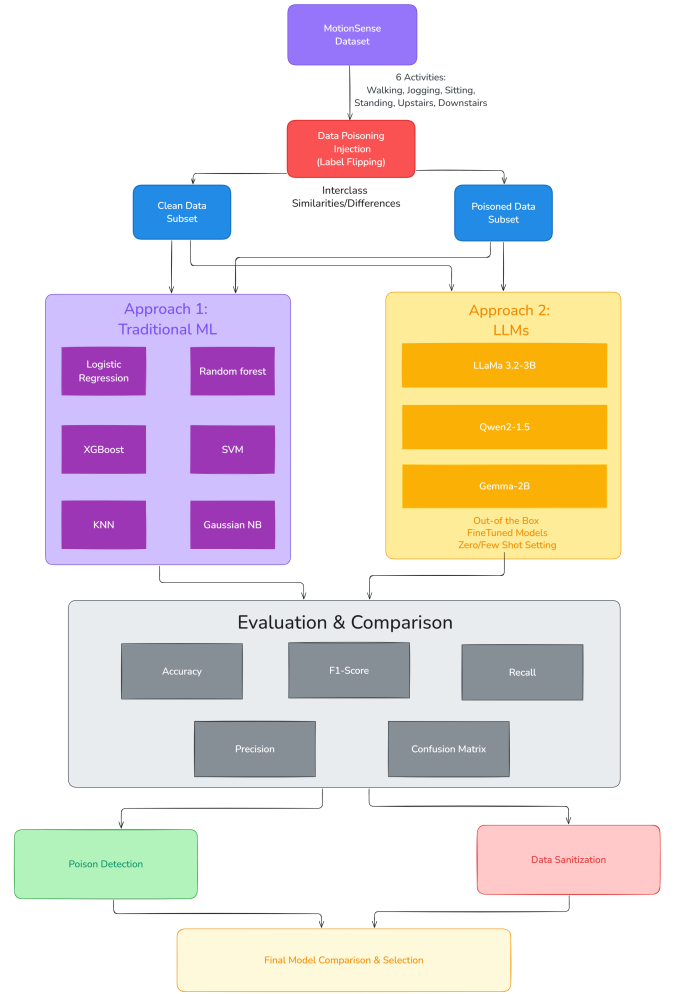 MotionSense
Dataset
6 Activities:
Walking, Jogging, Sitting,
Standing, Upstairs, Downstairs
Data Poisoning
Injection
(Label Flipping)
Interclass
Similarities/Differences
Clean Data
Subset
Poisoned Data
Subset
Approach 1:
Traditional ML
Logistic
Regression
Random forest
XGBoost
SVM
KNN
Gaussian NB
Approach 2:
LLMs
LLaMa 3.2-3B
Qwen2-1.5
Gemma-2B
Out-of the Box
FineTuned Models
Zero/Few Shot Setting
Evaluation & Comparison
Accuracy
F1-Score
Recall
Precision
Confusion Matrix
Poison Detection
Data Sanitization
Final Model Comparison & Selection